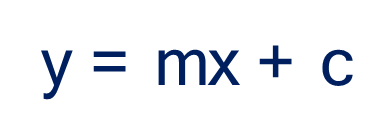 y = mx + c